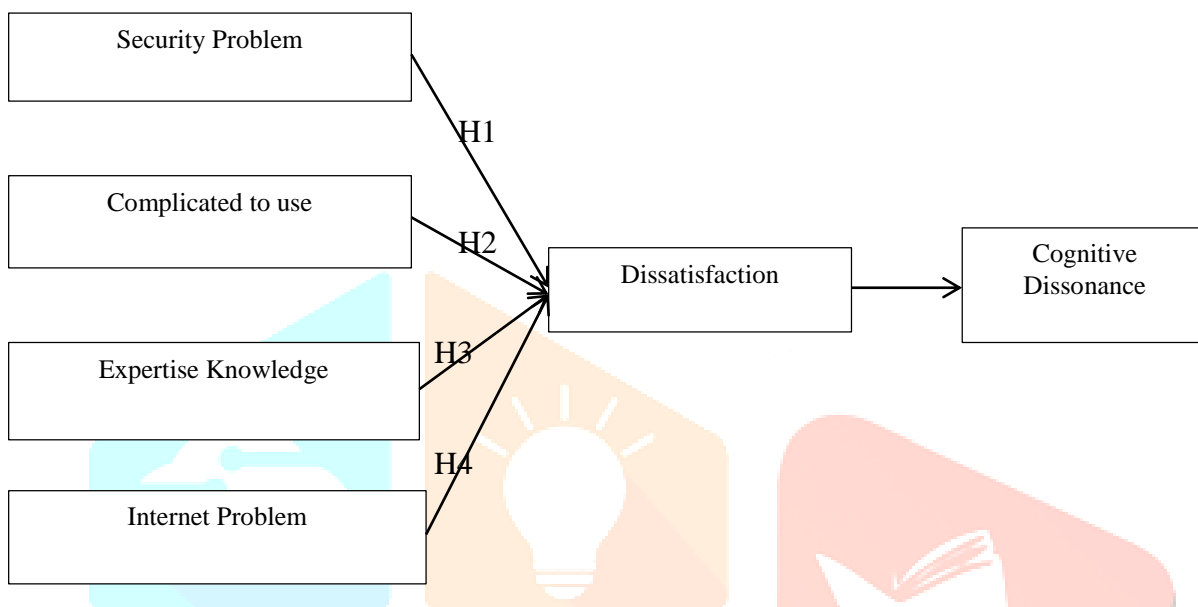 Security Problem
H1
Complicated to use
H2
Dissatisfaction
Cognitive
Dissonance
H3
Expertise Knowledge
H4
Internet Problem